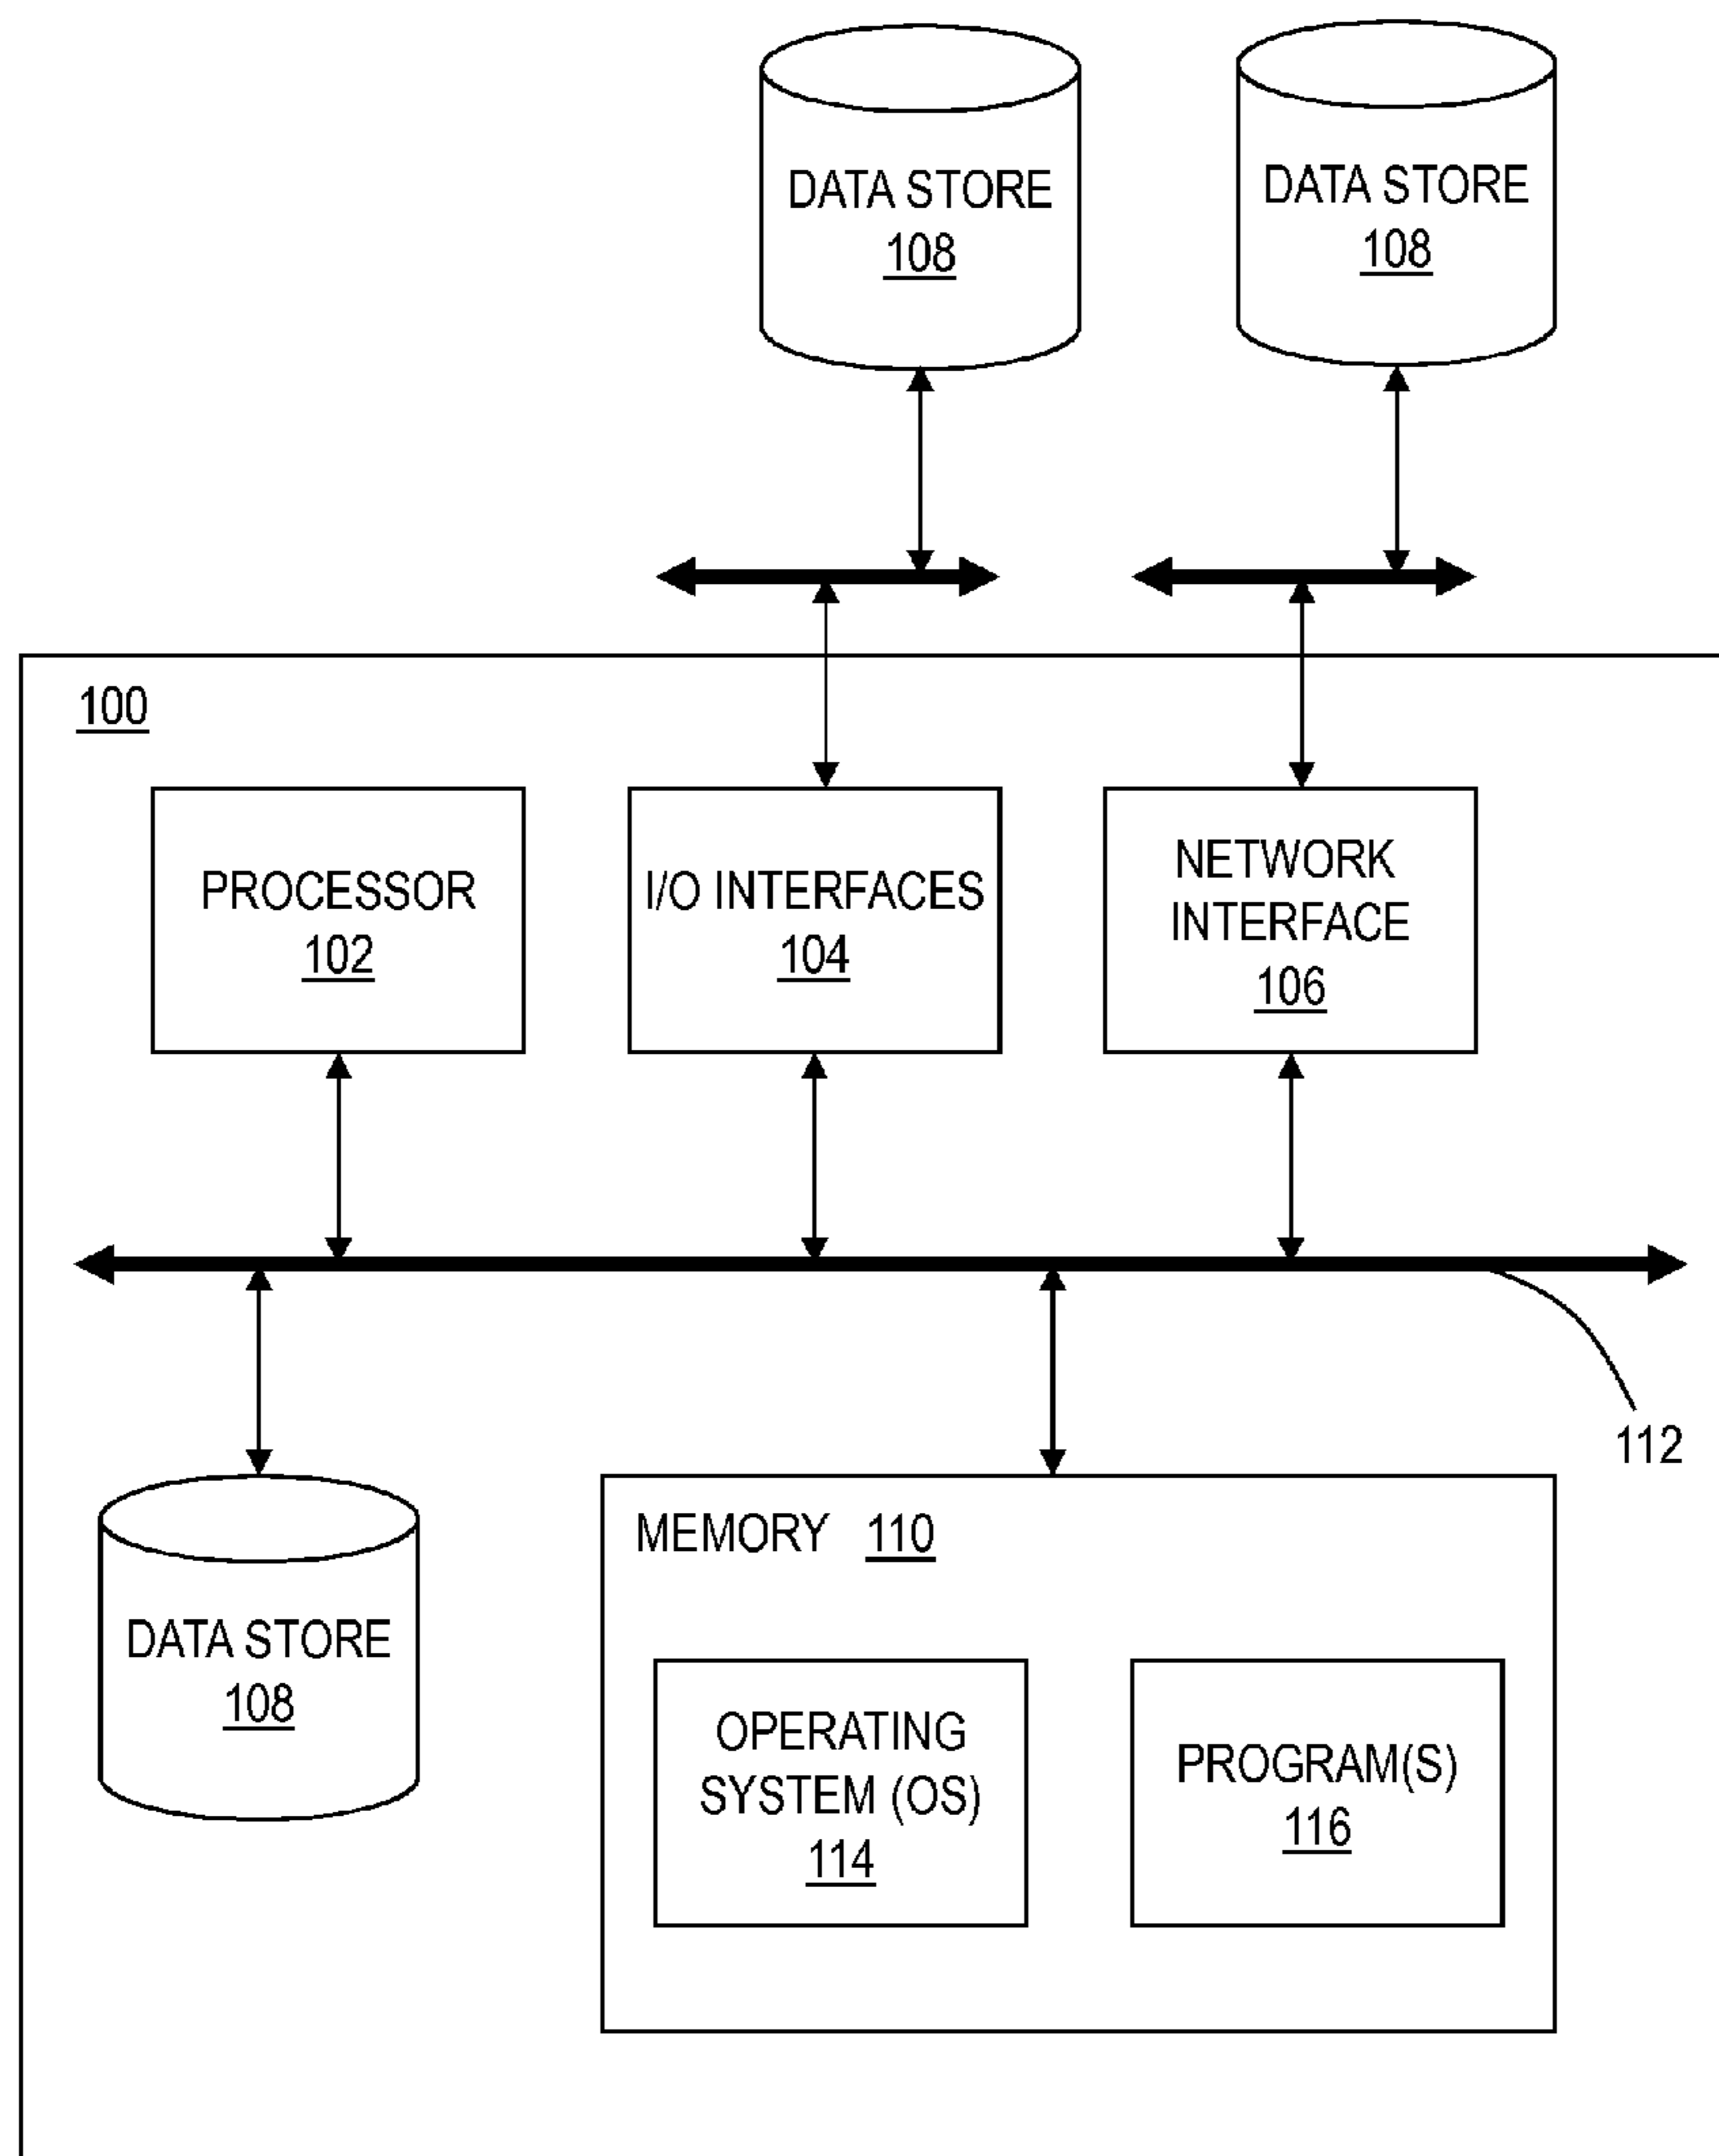 DATA STORE
108
DATA STORE
108
100
PROCESSOR
102
I/O INTERFACES
104
NETWORK
INTERFACE
106
112
DATA STORE
108
MEMORY 110
OPERATING
SYSTEM (OS)
114
PROGRAM(S)
116